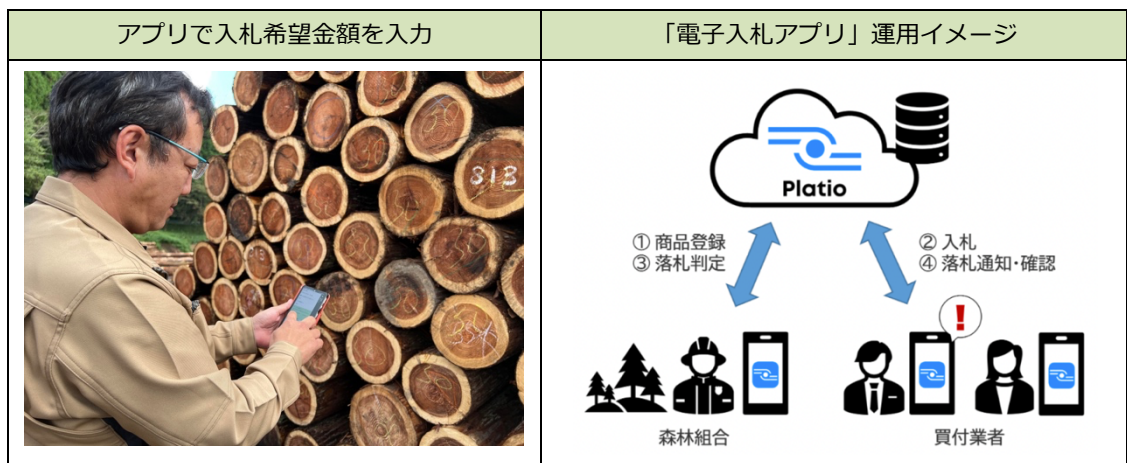 アプリで入札希望金額を入力
「電子入札アプリ」運用イメージ
313
Platio
① 商品登録
③ 落札判定
② 入札
④ 落札通知・確認
!
森林組合
買付業者